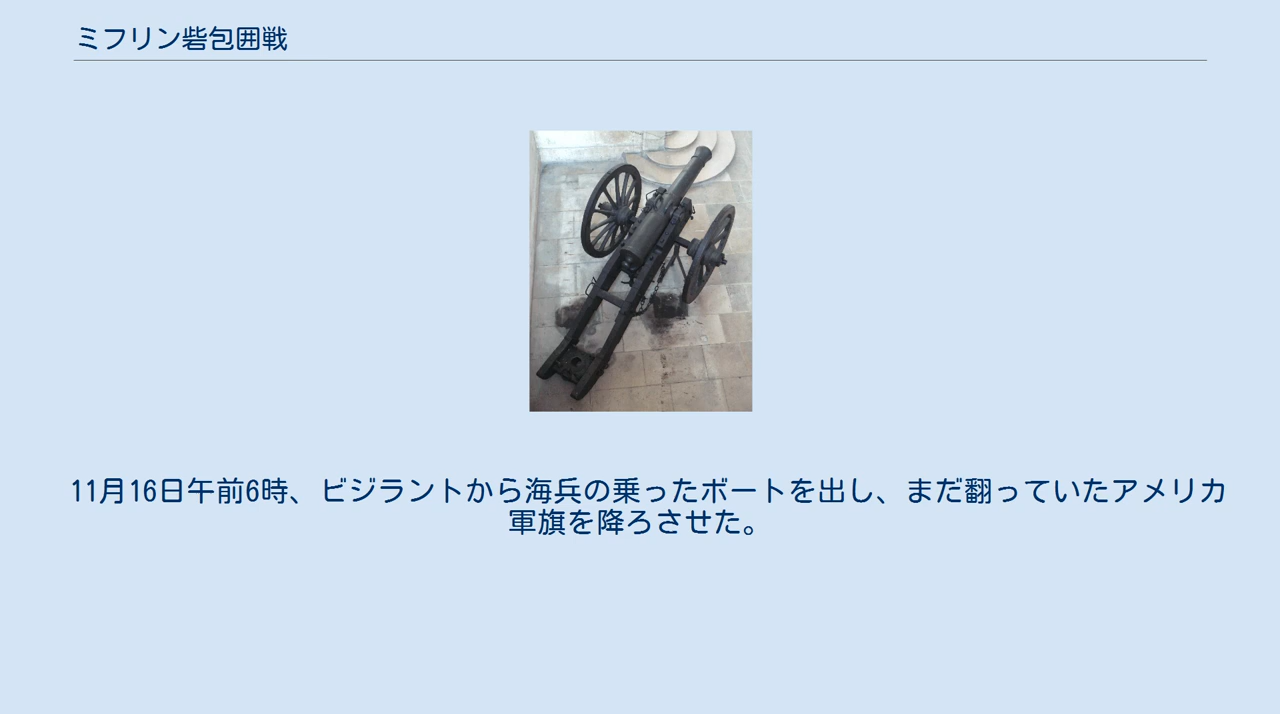 ミフリン砦包囲戦
11月16日午前6時、ビジラントから海兵の乗ったボートを出し、まだ翻っていたアメリカ
軍旗を降ろさせた。